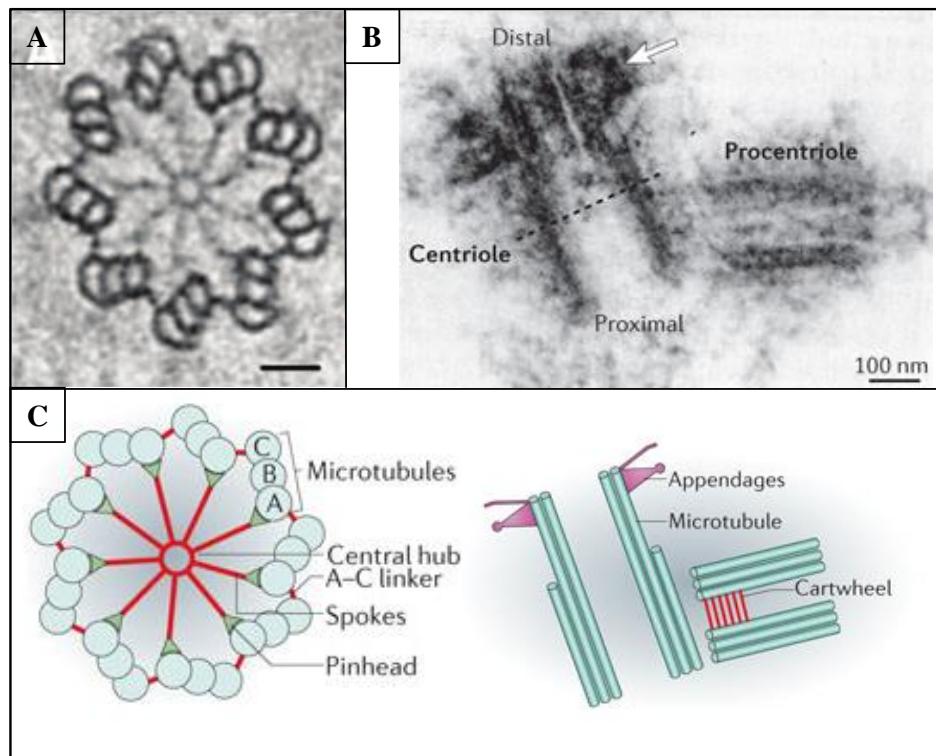 A
B
Distal
Procentriole
Centriole
Proximal
100 nm
C
C
B
A
Microtubules
Central hub
A–C linker
Spokes
Pinhead
Appendages
Microtubule
Cartwheel